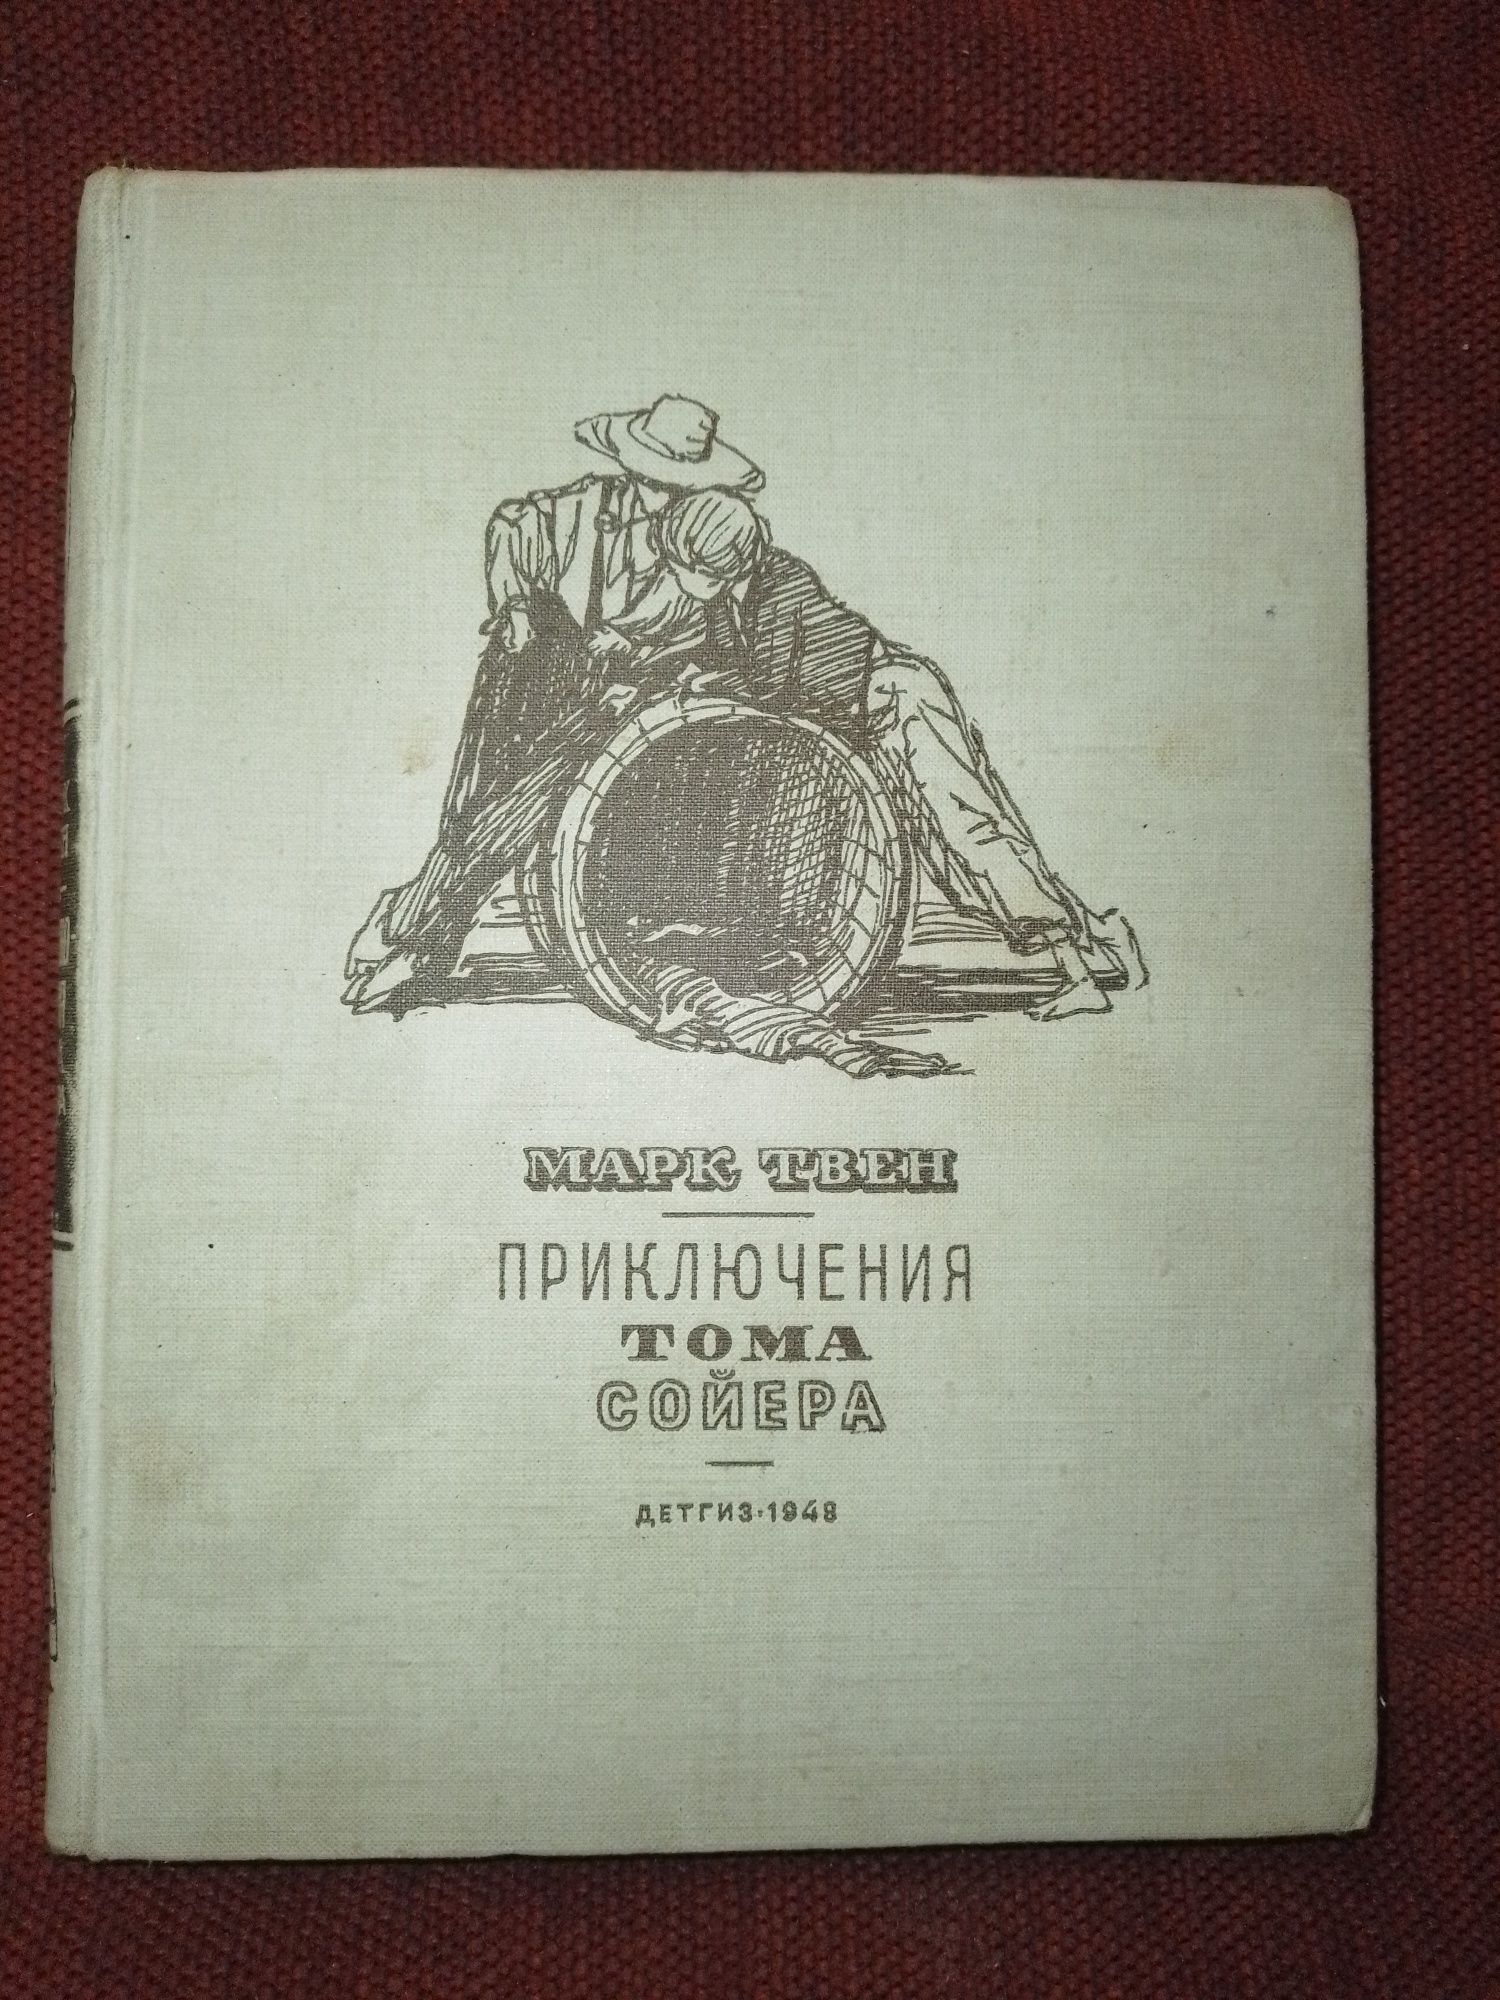 МАРК ТВЕН
ПРИКЛЮЧЕНИЯ
ТОМА
СОЙЕРА
ДЕТГИЗ·1948